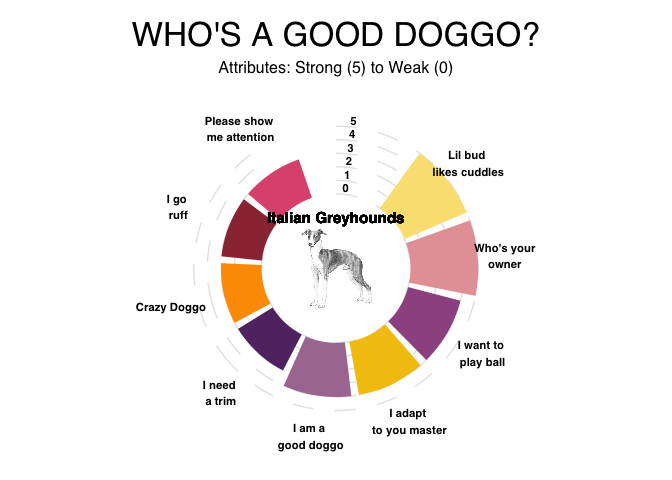 WHO'S A GOOD DOGGO?
Attributes: Strong (5) to Weak (0)
Please show
me attention
5
4
3
2
1
0
Lil bud
likes cuddles
I go
ruff
Italian Greyhounds
Who's your
owner
Crazy Doggo
I want to
play ball
I need
a trim
I adapt
to you master
I am a
good doggo